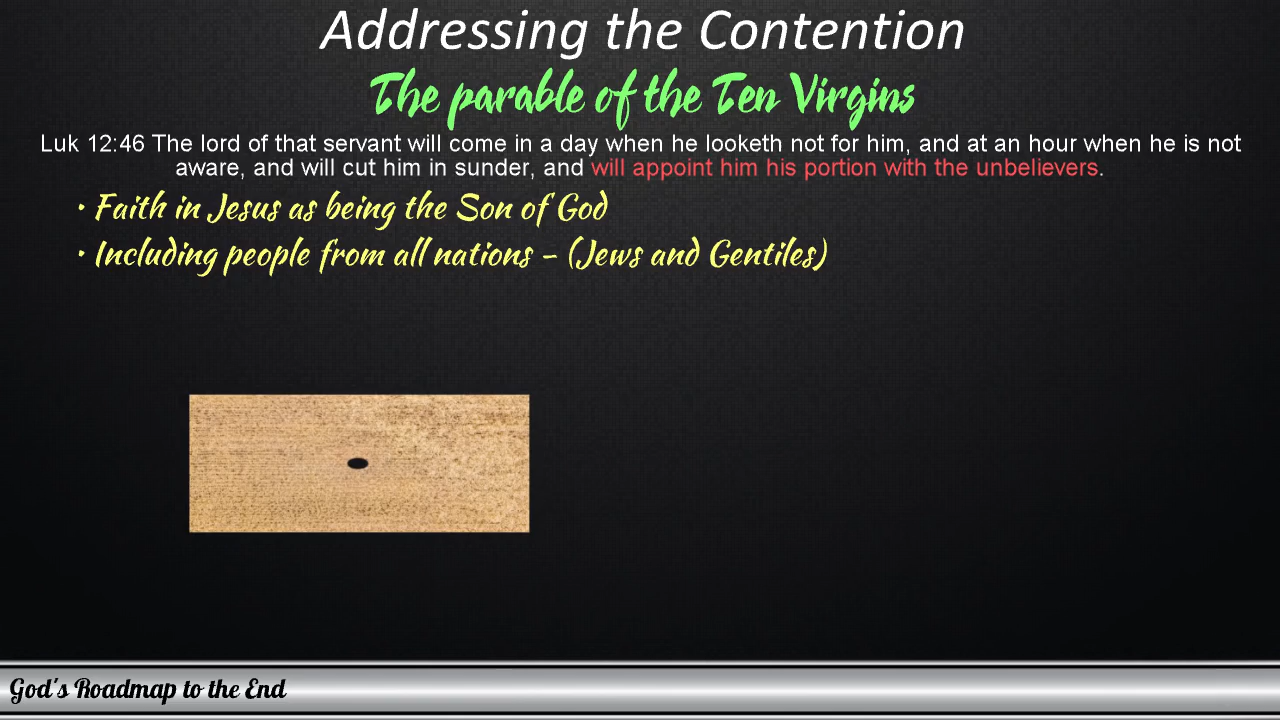 Addressing the Contention
The parable of the Ten Virgins
Luk 12:46 The lord of that servant will come in a day when he looketh not for him, and at an hour when he is not
aware, and will cut him in sunder, and will appoint him his portion with the unbelievers.
• Faith in Jesus as being the Son of God
• Including people from all nations – (Jews and Gentiles)
God's Roadmap to the End